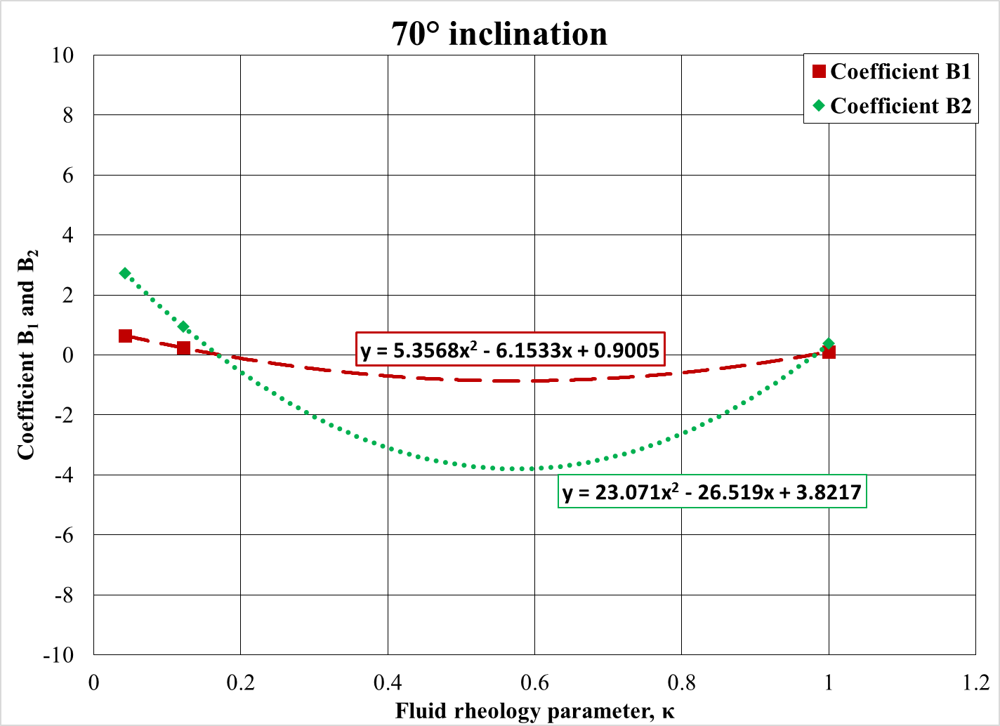 70° inclination
Coefficient B1
Coefficient B2
10
8
6
4
2
0
-2
-4
-6
-8
-10
Coefficient B₁ and B₂
y = 5.3568x² - 6.1533x + 0.9005
y = 23.071x² - 26.519x + 3.8217
0 0.2 0.4 0.6 0.8 1 1.2
Fluid rheology parameter, κ